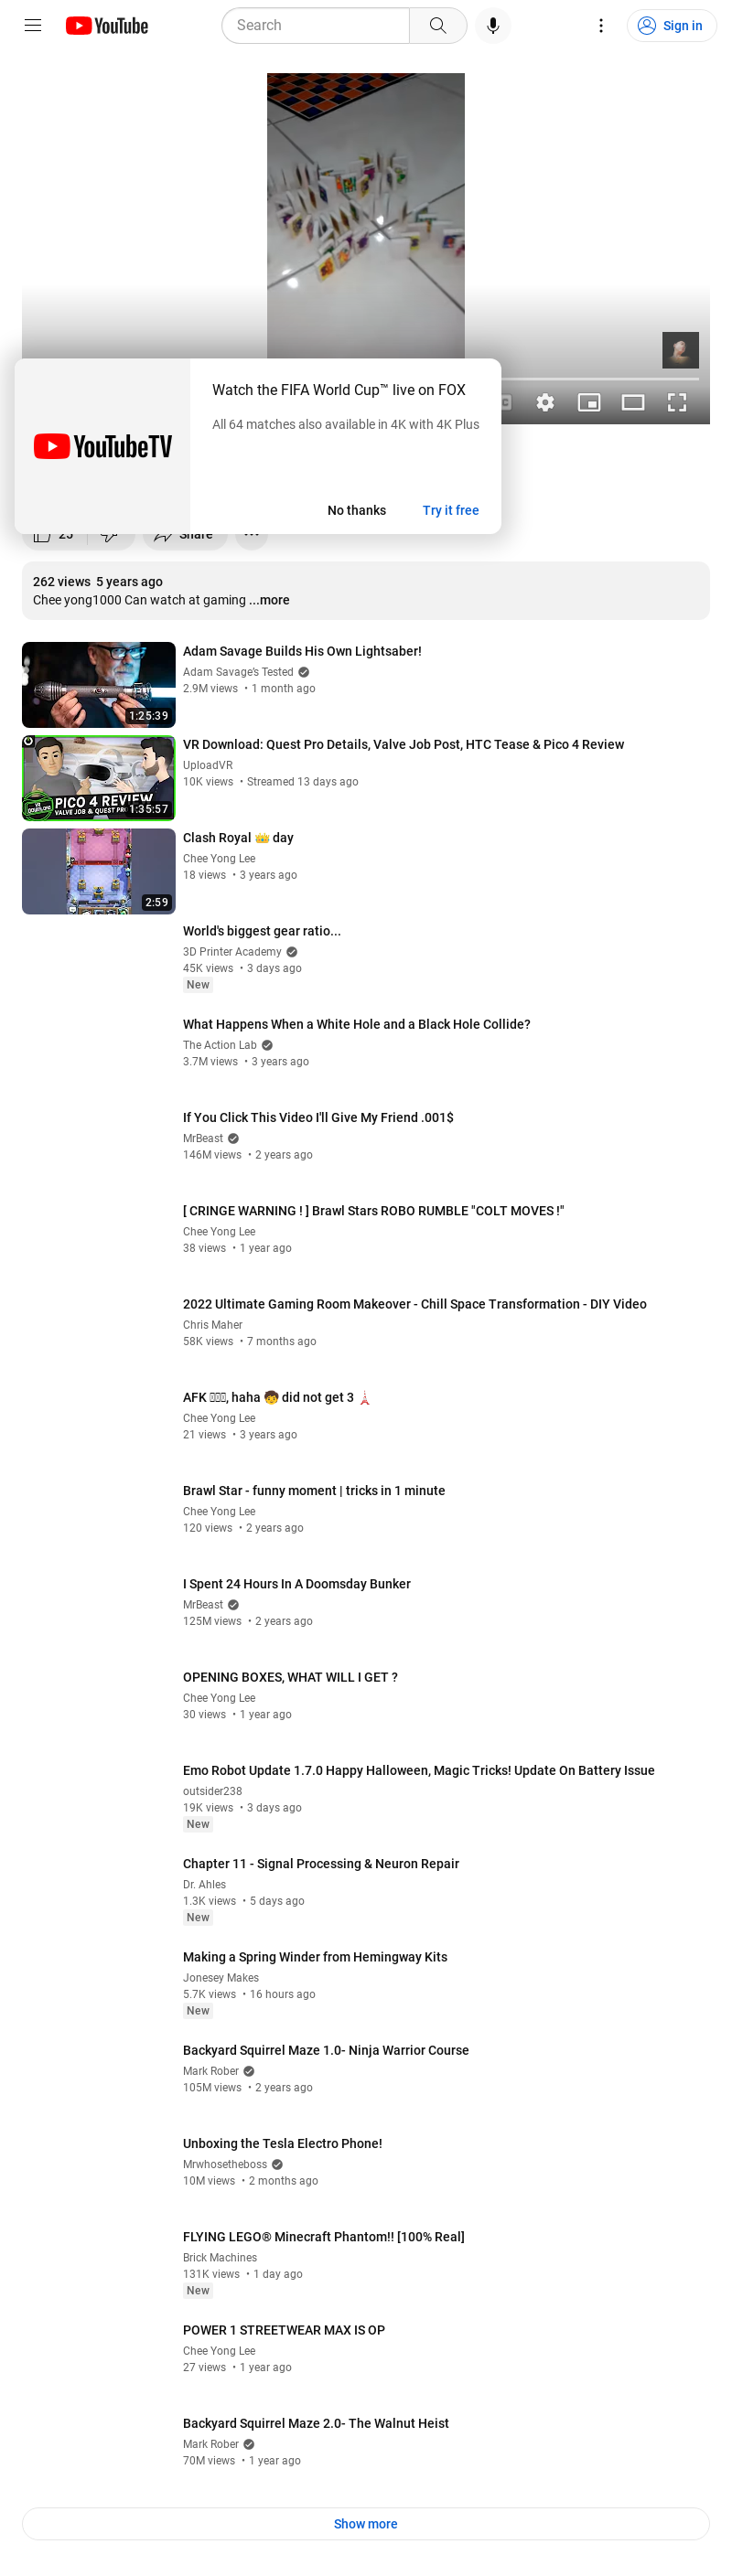 YouTube
Search
Sign in
Watch the FIFA World Cup™ live on FOX
All 64 matches also available in 4K with 4K Plus
YouTubeTV
No thanks
Try it free
25
Share
262 views 5 years ago
Chee yong1000 Can watch at gaming ...more
Adam Savage Builds His Own Lightsaber!
Adam Savage's Tested
2.9M views • 1 month ago
1:25:39
VR Download: Quest Pro Details, Valve Job Post, HTC Tease & Pico 4 Review
UploadVR
10K views • Streamed 13 days ago
PICO 4 REVIEW
1:35:57
Clash Royal 👑 day
Chee Yong Lee
18 views • 3 years ago
2:59
World's biggest gear ratio...
3D Printer Academy
45K views • 3 days ago
New
What Happens When a White Hole and a Black Hole Collide?
The Action Lab
3.7M views • 3 years ago
If You Click This Video I'll Give My Friend .001$
MrBeast
146M views • 2 years ago
[ CRINGE WARNING ! ] Brawl Stars ROBO RUMBLE "COLT MOVES !"
Chee Yong Lee
38 views • 1 year ago
2022 Ultimate Gaming Room Makeover - Chill Space Transformation - DIY Video
Chris Maher
58K views • 7 months ago
AFK , haha 🧒 did not get 3 🗼
Chee Yong Lee
21 views • 3 years ago
Brawl Star - funny moment | tricks in 1 minute
Chee Yong Lee
120 views • 2 years ago
I Spent 24 Hours In A Doomsday Bunker
MrBeast
125M views • 2 years ago
OPENING BOXES, WHAT WILL I GET ?
Chee Yong Lee
30 views • 1 year ago
Emo Robot Update 1.7.0 Happy Halloween, Magic Tricks! Update On Battery Issue
outsider238
19K views • 3 days ago
New
Chapter 11 - Signal Processing & Neuron Repair
Dr. Ahles
1.3K views • 5 days ago
New
Making a Spring Winder from Hemingway Kits
Jonesey Makes
5.7K views • 16 hours ago
New
Backyard Squirrel Maze 1.0- Ninja Warrior Course
Mark Rober
105M views • 2 years ago
Unboxing the Tesla Electro Phone!
Mrwhosetheboss
10M views • 2 months ago
FLYING LEGO® Minecraft Phantom!! [100% Real]
Brick Machines
131K views • 1 day ago
New
POWER 1 STREETWEAR MAX IS OP
Chee Yong Lee
27 views • 1 year ago
Backyard Squirrel Maze 2.0- The Walnut Heist
Mark Rober
70M views • 1 year ago
Show more